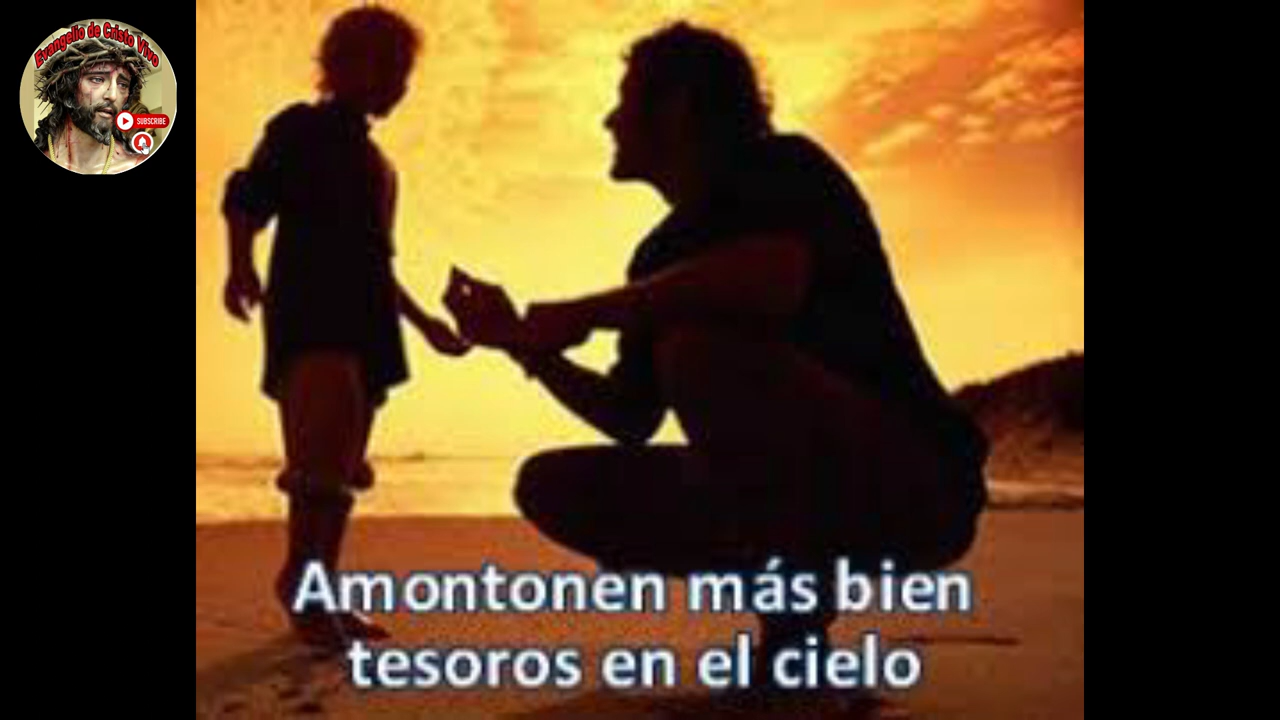 Evangelio de Cristo Vivo
SUBSCRIBE
Amontonen más bien
tesoros en el cielo